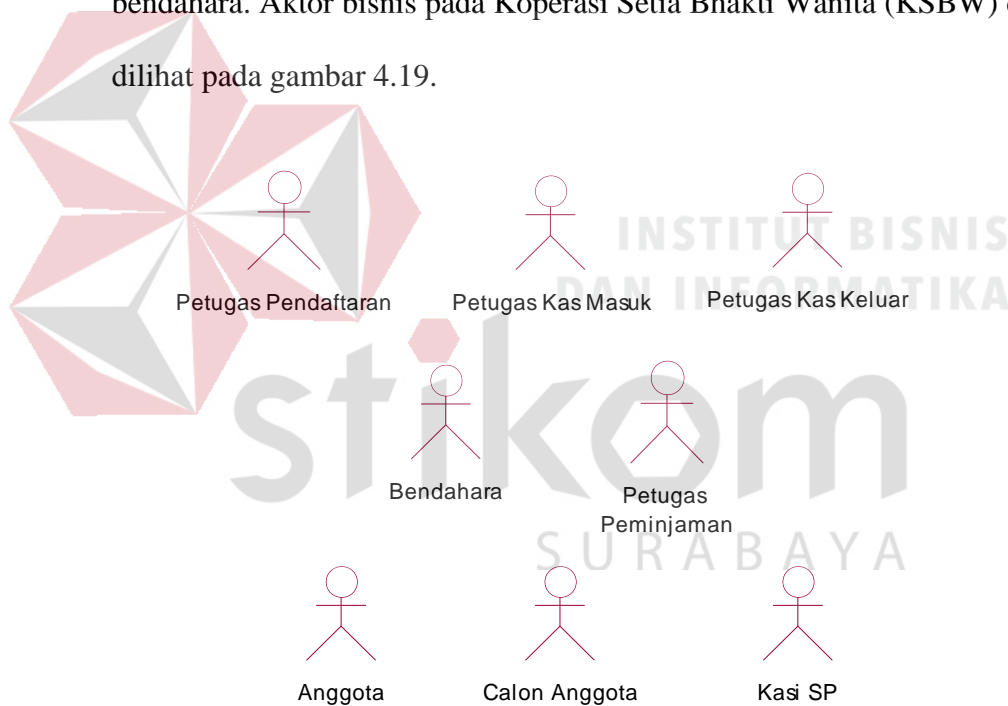 bendahara. Aktor bisnis pada Koperasi Setia Bhakti Wanita (KSBW)
dilihat pada gambar 4.19.
INSTITUT BISNIS
DAN INFORMATIKA
Petugas Pendaftaran Petugas Kas Masuk Petugas Kas Keluar
stikom
Bendahara Petugas
Peminjaman
SURABAYA
Anggota Calon Anggota Kasi SP